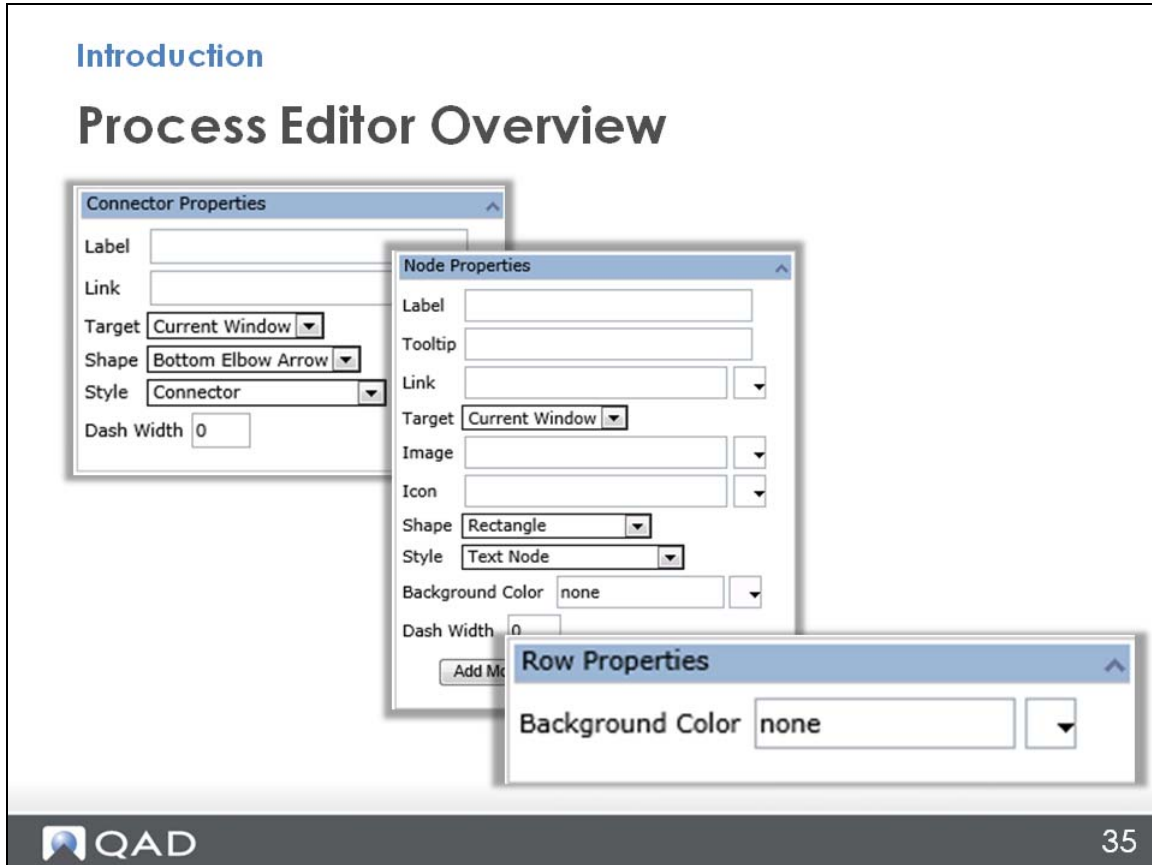 Introduction
Process Editor Overview
Connector Properties
Label
Link
Target Current Window
Shape Bottom Elbow Arrow
Style Connector
Dash Width 0
Node Properties
Label
Tooltip
Link
Target Current Window
Image
Icon
Shape Rectangle
Style Text Node
Background Color none
Dash Width 0
Add
Row Properties
Background Color none
QAD
35